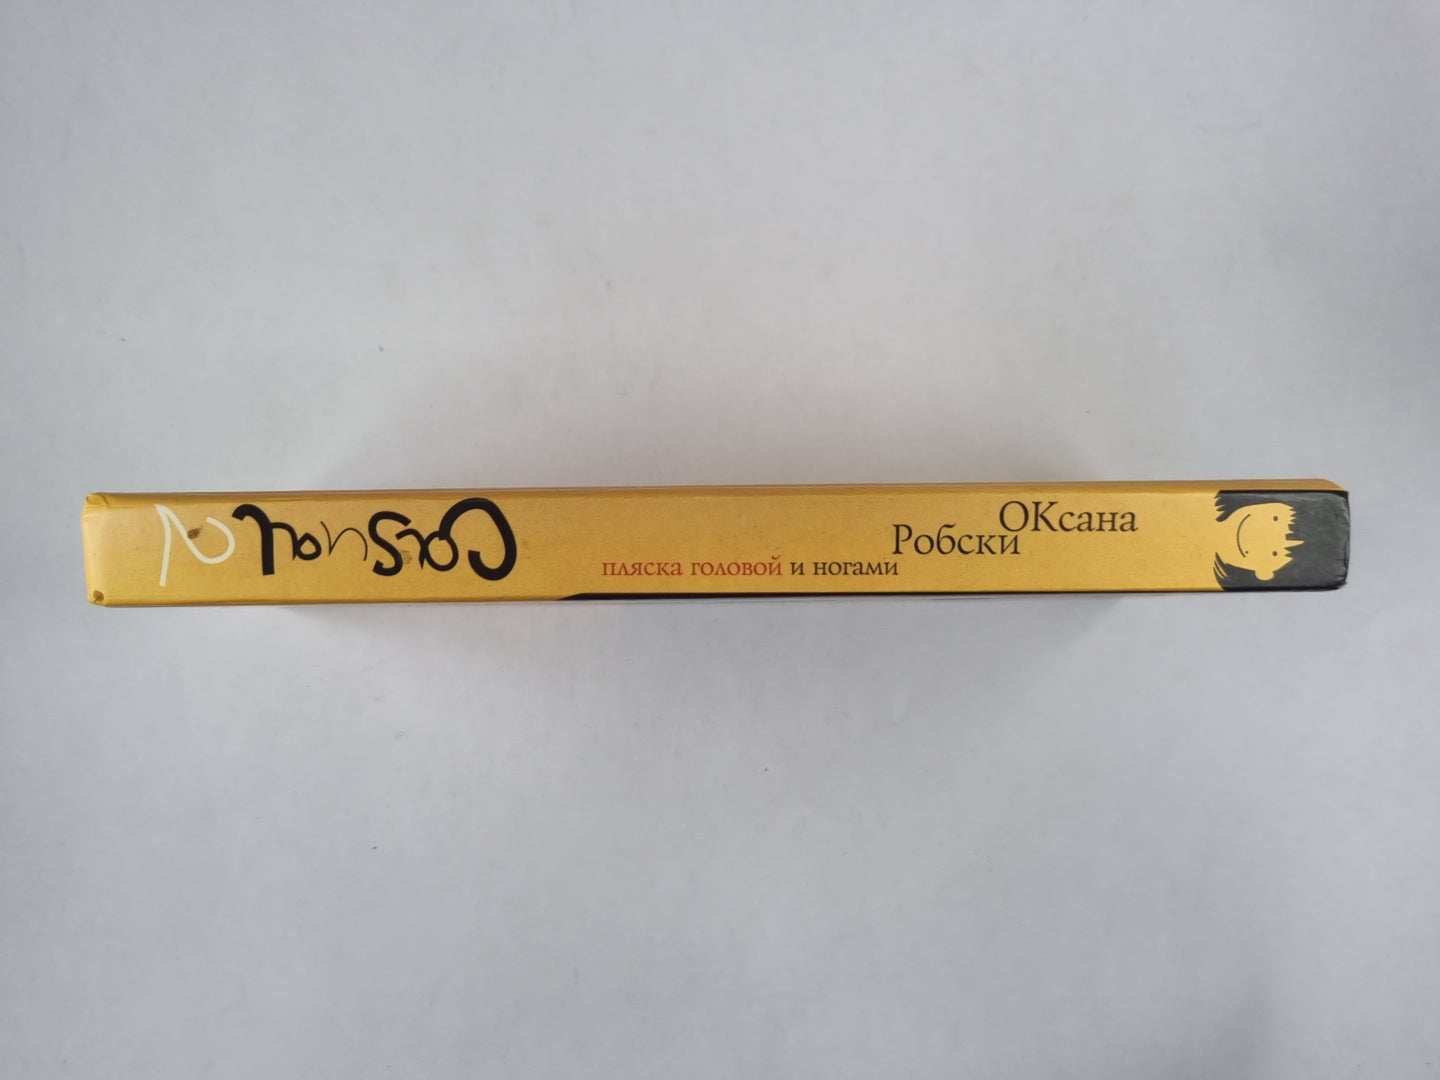 Casual
2
пляска головой и ногами
Робски
ОКсана